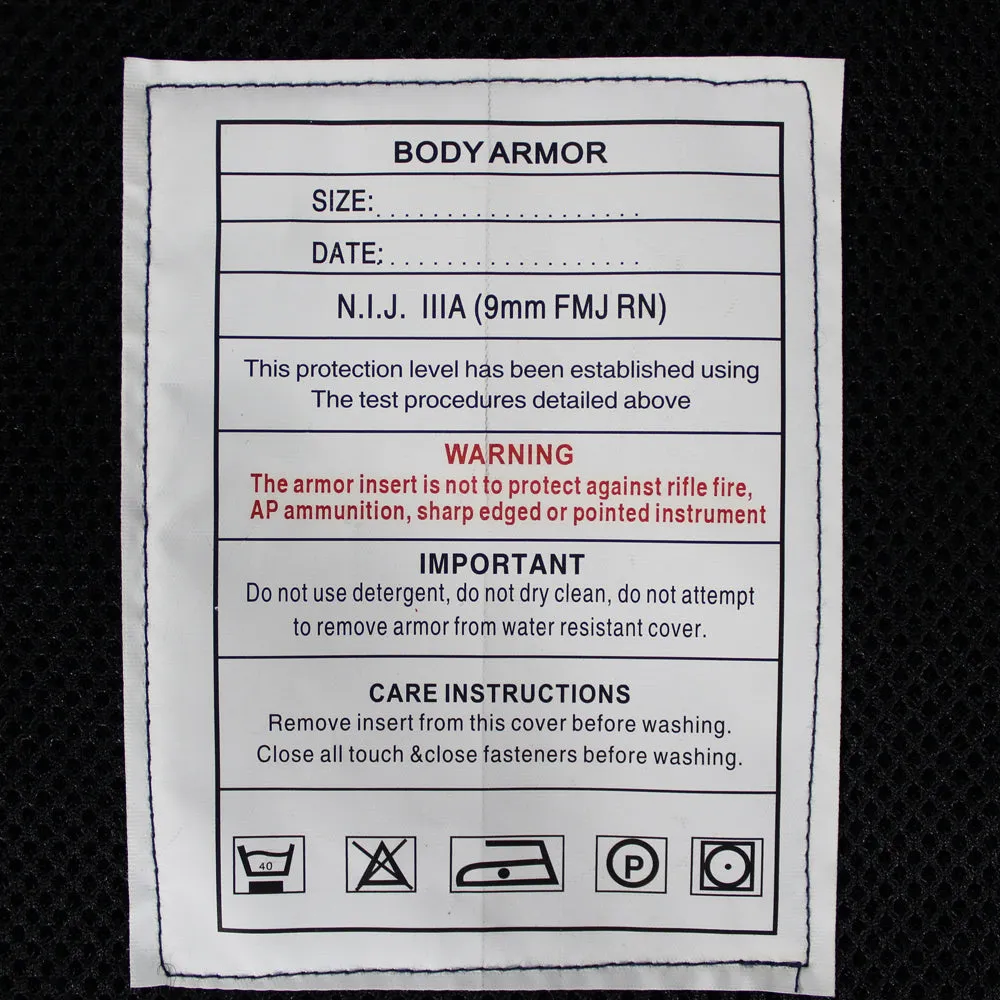 BODY ARMOR
SIZE:...................
DATE:..................
N.I.J. IIIA (9mm FMJ RN)
This protection level has been established using
The test procedures detailed above
WARNING
The armor insert is not to protect against rifle fire,
AP ammunition, sharp edged or pointed instrument
IMPORTANT
Do not use detergent, do not dry clean, do not attempt
to remove armor from water resistant cover.
CARE INSTRUCTIONS
Remove insert from this cover before washing.
Close all touch &close fasteners before washing.
40 P